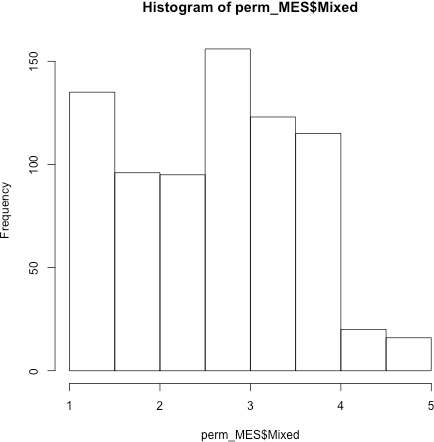 Histogram of perm_MES$Mixed
Frequency
150
100
50
0
1 2 3 4 5
perm_MES$Mixed